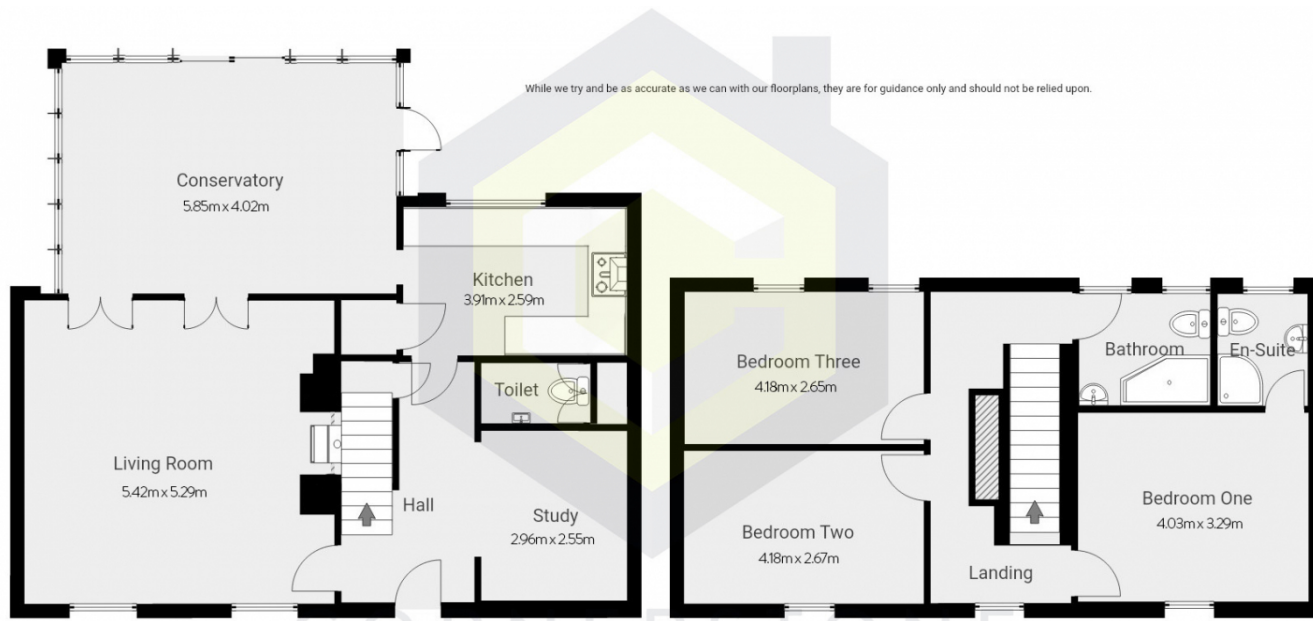 While we try and be as accurate as we can with our floorplans, they are for guidance only and should not be relied upon.
Conservatory
5.85m x 4.02m
Kitchen
3.91m x 2.59m
Toilet
Living Room
5.42m x 5.29m
Hall
Study
2.96m x 2.55m
Bedroom Three
4.18m x 2.65m
Bathroom
En-Suite
Bedroom Two
4.18m x 2.67m
Bedroom One
4.03m x 3.29m
Landing